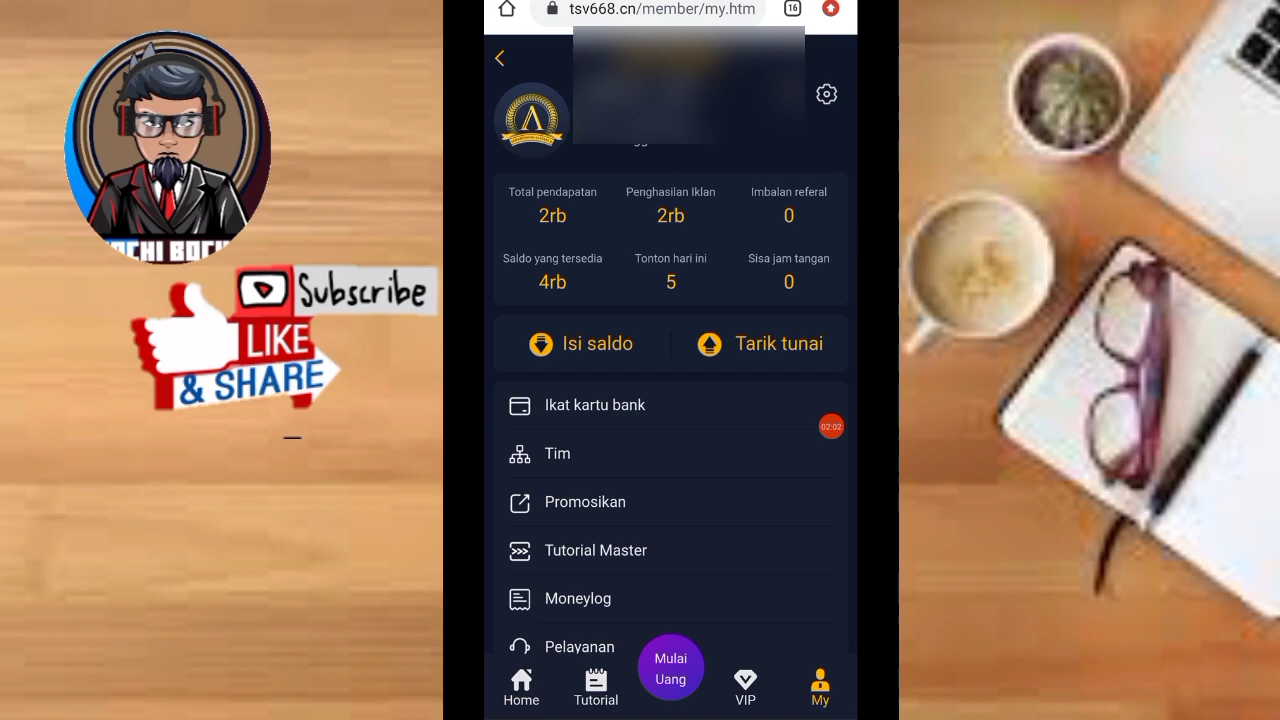 tsv668.cn/member/my.htm
16
Total pendapatan
Penghasilan Iklan
Imbalan referal
2rb
2rb
0
Saldo yang tersedia
Tonton hari ini
Sisa jam tangan
4rb
5
0
Isi saldo
Tarik tunai
Ikat kartu bank
02:02
Tim
Promosikan
Tutorial Master
Moneylog
Pelayanan
Mulai
Uang
Home
Tutorial
VIP
My
Subscribe
LIKE
& SHARE